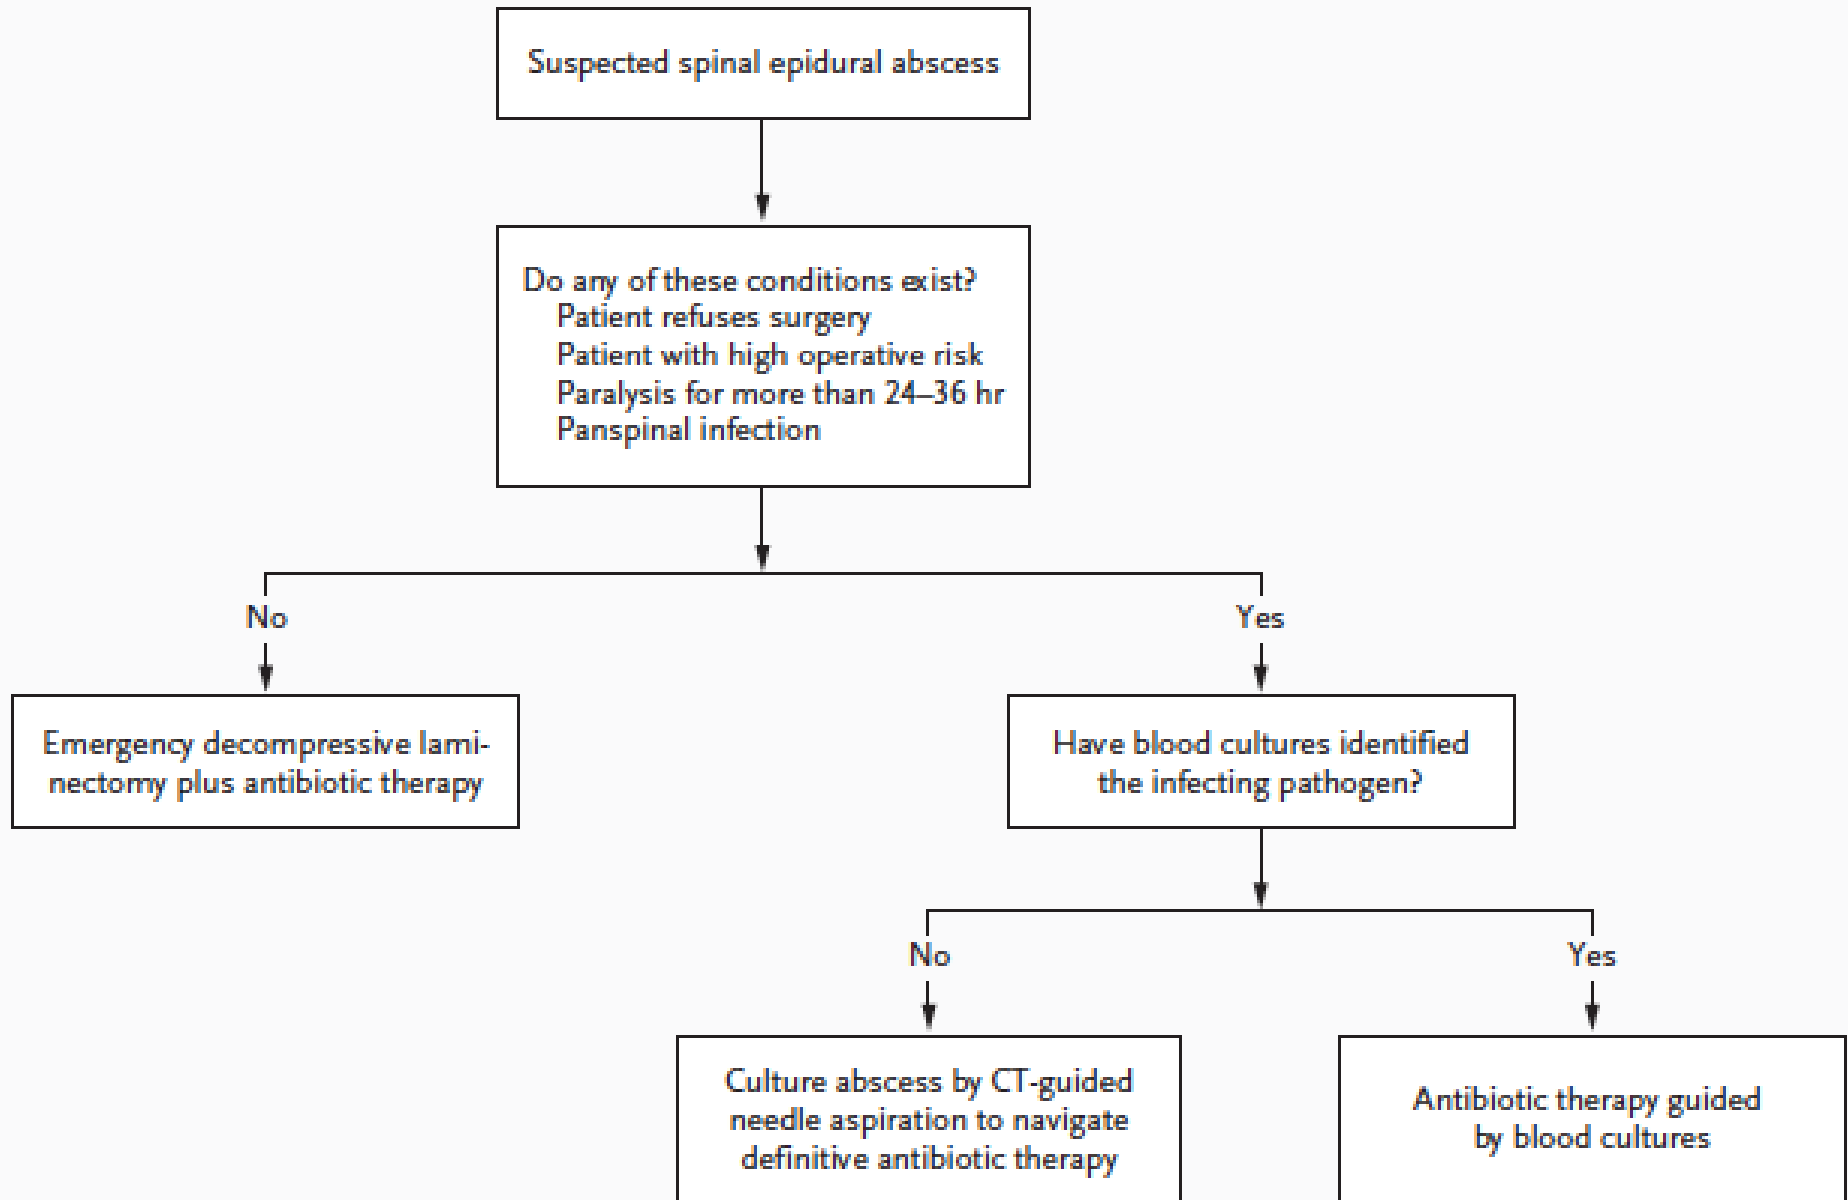 Suspected spinal epidural abscess
Do any of these conditions exist?
Patient refuses surgery
Patient with high operative risk
Paralysis for more than 24–36 hr
Panspinal infection
No
Yes
Emergency decompressive lami-
nectomy plus antibiotic therapy
Have blood cultures identified
the infecting pathogen?
No
Yes
Culture abscess by CT-guided
needle aspiration to navigate
definitive antibiotic therapy
Antibiotic therapy guided
by blood cultures